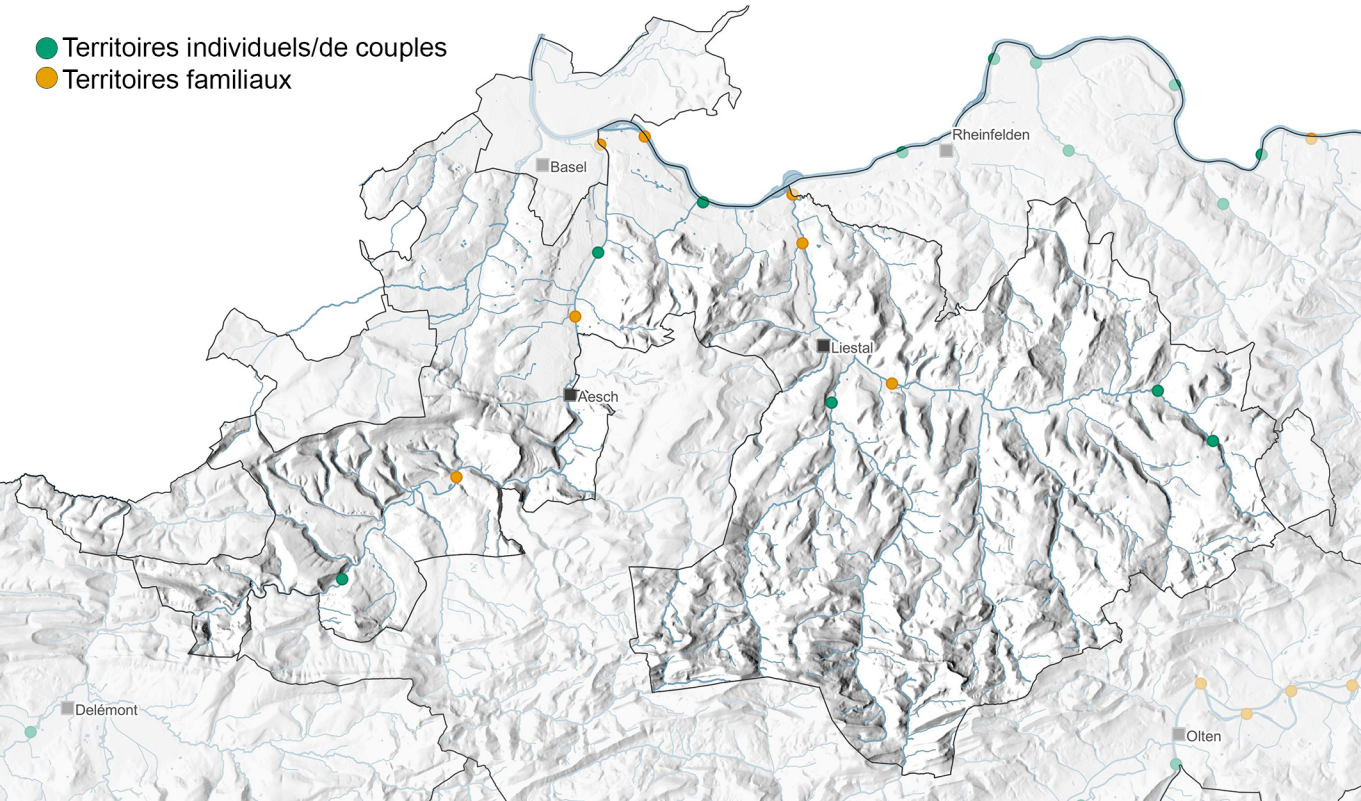 Territoires individuels/de couples
Territoires familiaux
Rheinfelden
Basel
Liestal
Aesch
Delémont
Olten